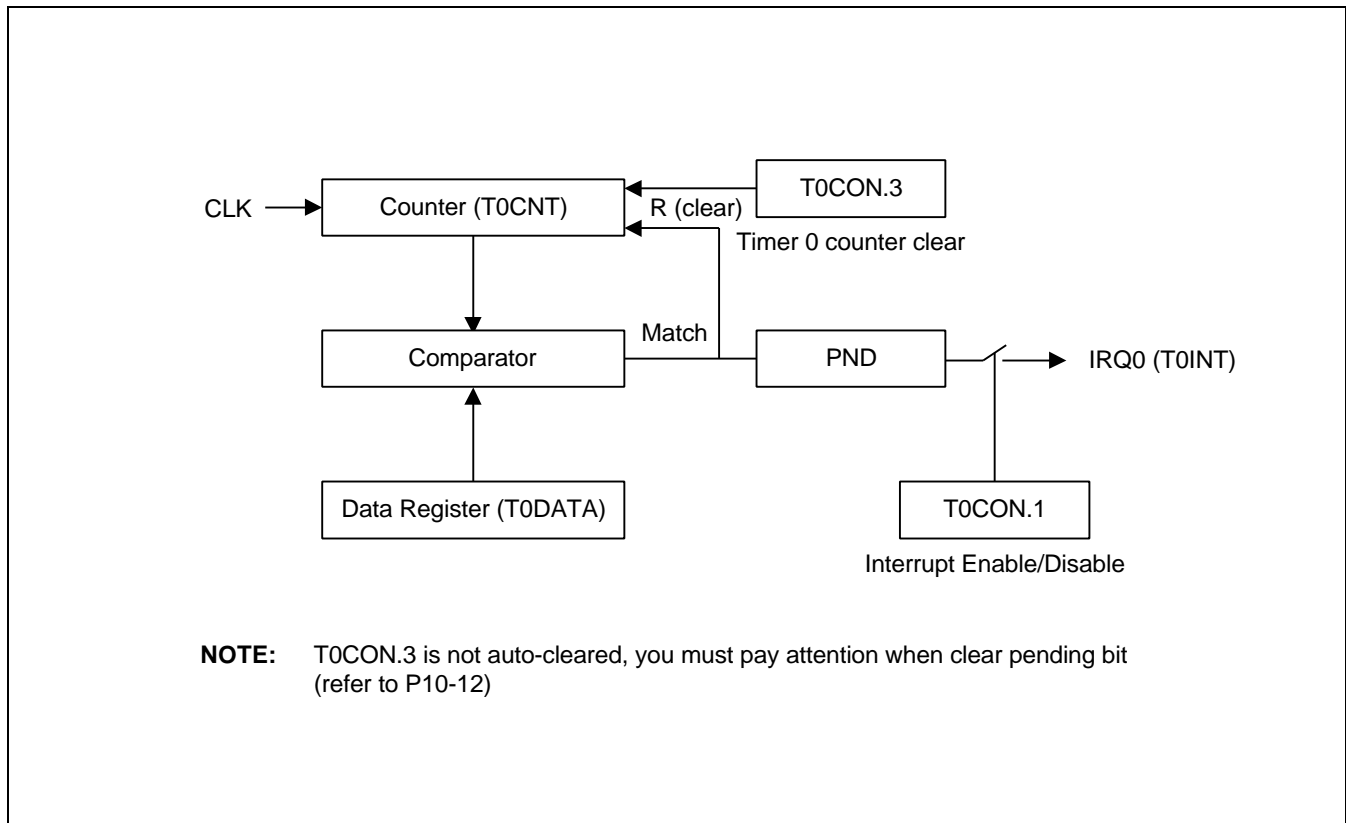 T0CON.3
CLK
Counter (T0CNT)
R (clear)
Timer 0 counter clear
Match
Comparator
PND
IRQ0 (T0INT)
Data Register (T0DATA)
T0CON.1
Interrupt Enable/Disable
NOTE: T0CON.3 is not auto-cleared, you must pay attention when clear pending bit
(refer to P10-12)